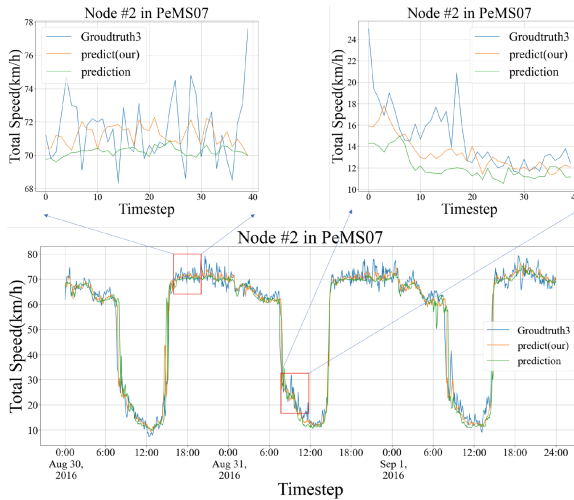 Node #2 in PeMS07
Total Speed(km/h)
78
76
74
72
70
68
Groudtruth3
predict(our)
prediction
0
10
20
30
40
Timestep
Node #2 in PeMS07
Total Speed(km/h)
24
22
20
18
16
14
12
10
Groudtruth3
predict(our)
prediction
0
10
20
30
Timestep
Node #2 in PeMS07
Total Speed(km/h)
80
70
60
50
40
30
20
10
Groudtruth3
predict(our)
prediction
0:00 6:00 12:00 18:00 0:00 6:00 12:00 18:00 0:00 6:00 12:00 18:00 24:00
Aug 30, Aug 31, Sep 1,
2016 2016 2016
Timestep